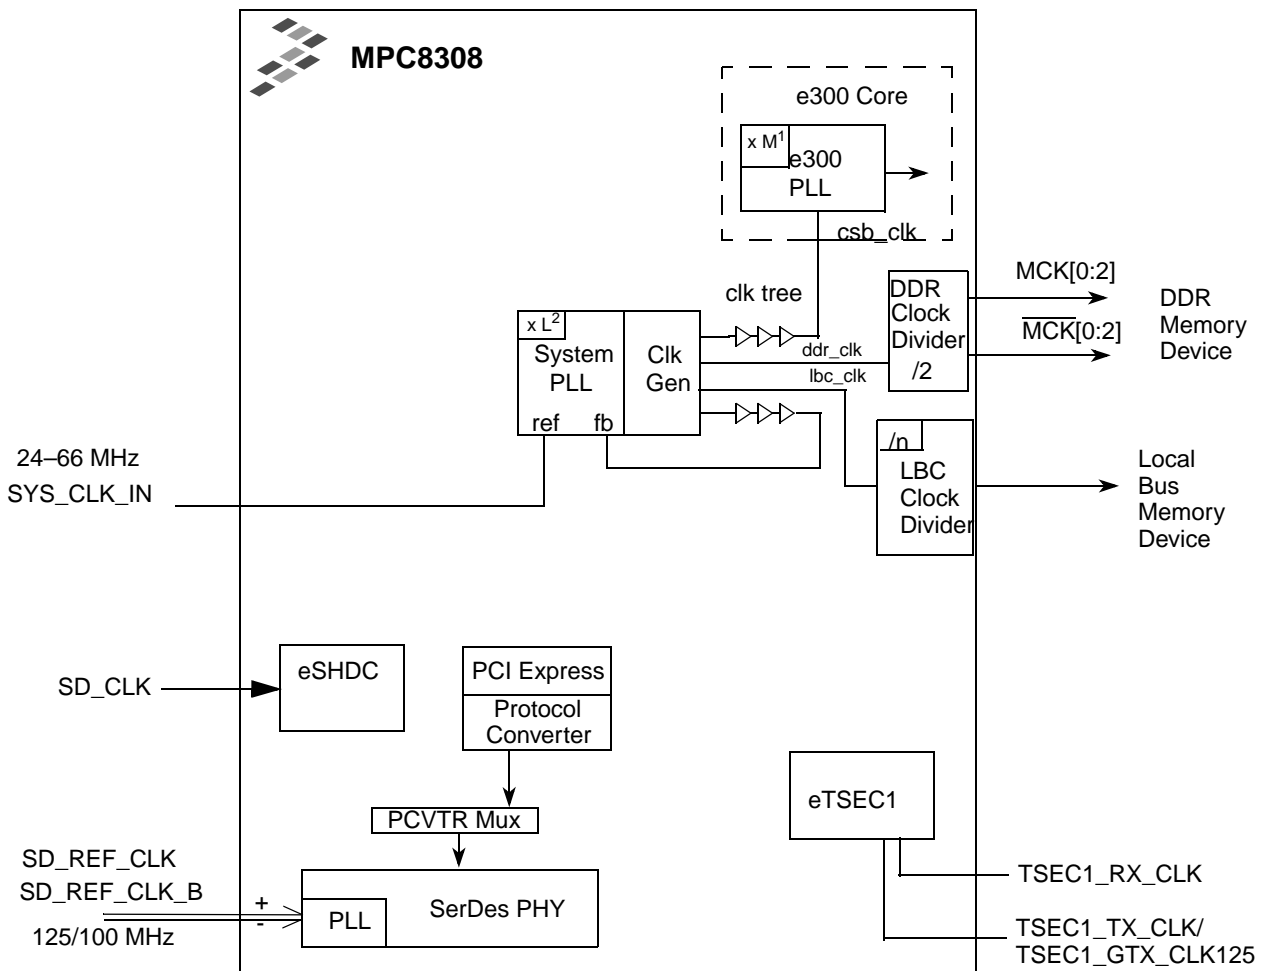 MPC8308
e300 Core
x M1
e300
PLL
csb_clk
clk tree
MCK[0:2]
MCK[0:2]
DDR
Memory
Device
DDR
Clock
Divider
/2
x L2
System
PLL
ref fb
Clk
Gen
ddr_clk
lbc_clk
24–66 MHz
SYS_CLK_IN
/n
LBC
Clock
Divider
Local
Bus
Memory
Device
SD_CLK
eSHDC
PCI Express
Protocol
Converter
PCVTR Mux
eTSEC1
SD_REF_CLK
SD_REF_CLK_B
+
-
125/100 MHz
PLL
SerDes PHY
TSEC1_RX_CLK
TSEC1_TX_CLK/
TSEC1_GTX_CLK125